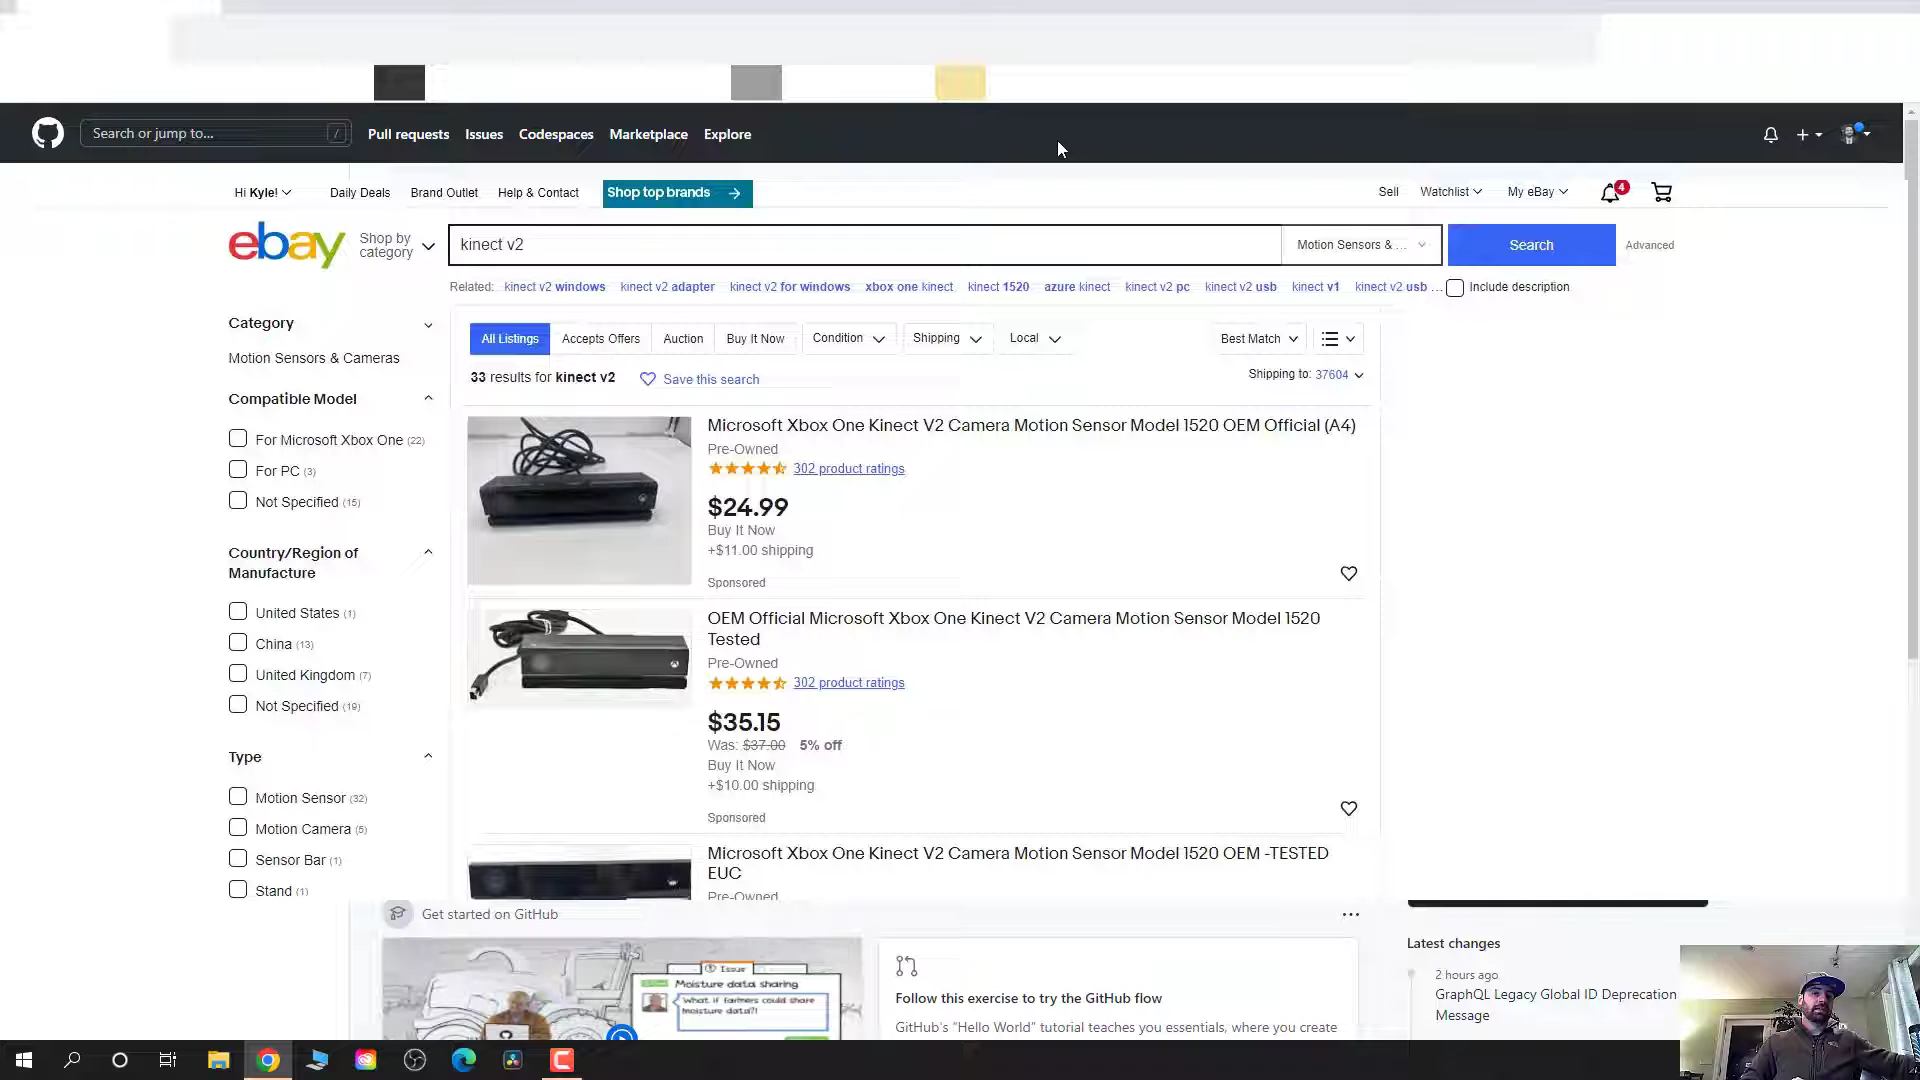 Search or jump to... /
Pull requests Issues Codespaces Marketplace Explore
Hi Kyle! Daily Deals Brand Outlet Help & Contact Shop top brands Sell Watchlist My eBay 4
ebay Shop by category kinect v2 Motion Sensors & ... Search Advanced
Related: kinect v2 windows kinect v2 adapter kinect v2 for windows xbox one kinect kinect 1520 azure kinect kinect v2 pc kinect v2 usb kinect v1 kinect v2 usb ... Include description
Category
Motion Sensors & Cameras
Compatible Model
For Microsoft Xbox One (22)
For PC (3)
Not Specified (15)
Country/Region of
Manufacture
United States (1)
China (13)
United Kingdom (7)
Not Specified (19)
Type
Motion Sensor (32)
Motion Camera (5)
Sensor Bar (1)
Stand (1)
All Listings Accepts Offers Auction Buy It Now Condition Shipping Local Best Match
33 results for kinect v2 Save this search Shipping to: 37604
Microsoft Xbox One Kinect V2 Camera Motion Sensor Model 1520 OEM Official (A4)
Pre-Owned
302 product ratings
$24.99
Buy It Now
+$11.00 shipping
Sponsored
OEM Official Microsoft Xbox One Kinect V2 Camera Motion Sensor Model 1520
Tested
Pre-Owned
302 product ratings
$35.15
Was: $37.00 5% off
Buy It Now
+$10.00 shipping
Sponsored
Microsoft Xbox One Kinect V2 Camera Motion Sensor Model 1520 OEM -TESTED
EUC
Pre-Owned
Get started on GitHub
Issue
Moisture data sharing
What if farmers could share
moisture data?!
Follow this exercise to try the GitHub flow
GitHub's "Hello World" tutorial teaches you essentials, where you create
Latest changes
2 hours ago
GraphQL Legacy Global ID Deprecation
Message